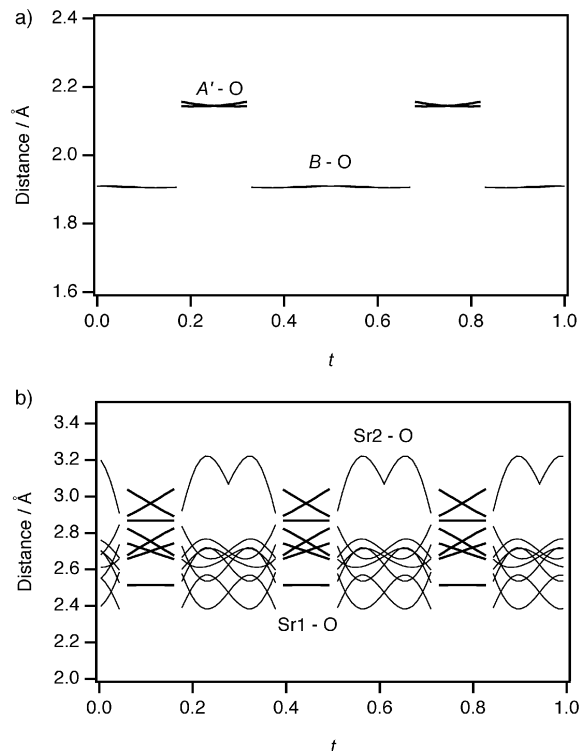 a)
2.4
2.2
2.0
1.8
1.6
Distance / Å
A' - O
B - O
0.0 0.2 0.4 0.6 0.8 1.0
t
b)
3.4
3.2
3.0
2.8
2.6
2.4
2.2
2.0
Distance / Å
Sr2 - O
Sr1 - O
0.0 0.2 0.4 0.6 0.8 1.0
t